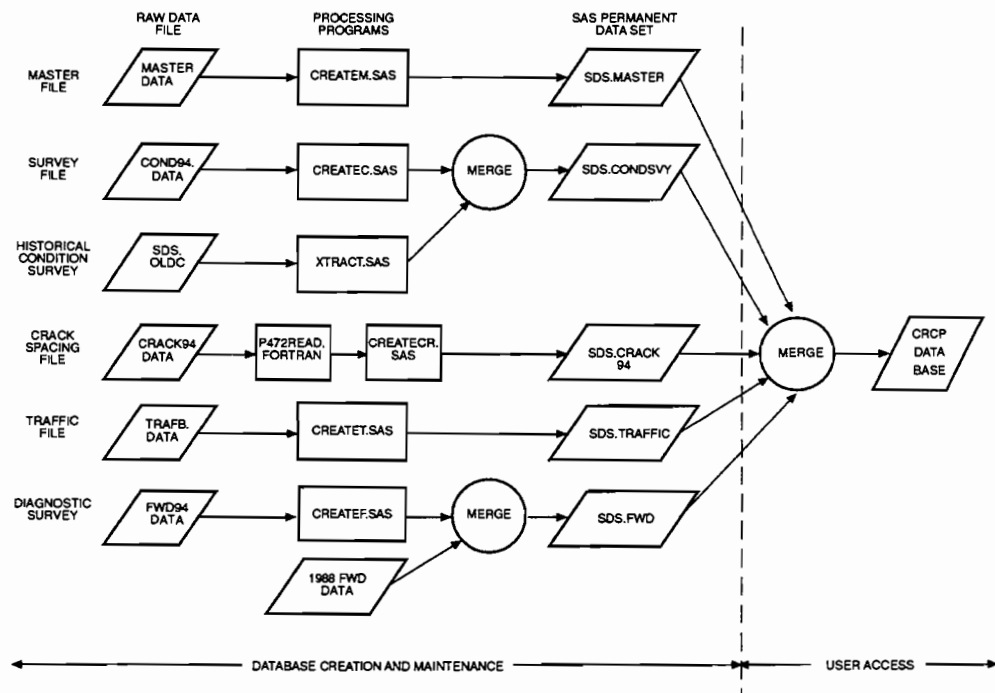 RAW DATA
FILE
PROCESSING
PROGRAMS
SAS PERMANENT
DATA SET
MASTER
FILE
MASTER
DATA
CREATEM.SAS
SDS.MASTER
SURVEY
FILE
COND94.
DATA
CREATEC.SAS
MERGE
SDS.CONDSVY
HISTORICAL
CONDITION
SURVEY
SDS.
OLDC
XTRACT.SAS
CRACK
SPACING
FILE
CRACK94
DATA
P472READ.
FORTRAN
CREATECR.
SAS
SDS.CRACK
94
MERGE
CRCP
DATA
BASE
TRAFFIC
FILE
TRAFB.
DATA
CREATET.SAS
SDS.TRAFFIC
DIAGNOSTIC
SURVEY
FWD94
DATA
CREATEF.SAS
MERGE
SDS.FWD
1988 FWD
DATA
DATABASE CREATION AND MAINTENANCE
USER ACCESS